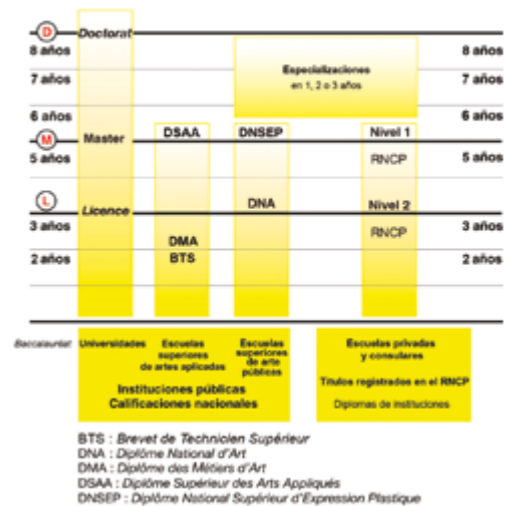 D Doctorat
8 años 8 años
Especializaciones
7 años 7 años
en 1, 2 o 3 años
6 años 6 años
M Master DSAA DNSEP Nivel 1
5 años RNCP 5 años
L Licence DNA Nivel 2
3 años RNCP 3 años
DMA
2 años BTS 2 años
Baccalauréat Universidades Escuelas superiores de artes aplicadas Escuelas superiores de arte públicas
Escuelas privadas
y consulares
Instituciones públicas
Calificaciones nacionales
Titulos registrados en el RNCP
Diplomas de instituciones
BTS : Brevet de Technicien Supérieur
DNA : Diplôme National d'Art
DMA : Diplôme des Métiers d'Art
DSAA : Diplôme Supérieur des Arts Appliqués
DNSEP : Diplôme National Supérieur d'Expression Plastique